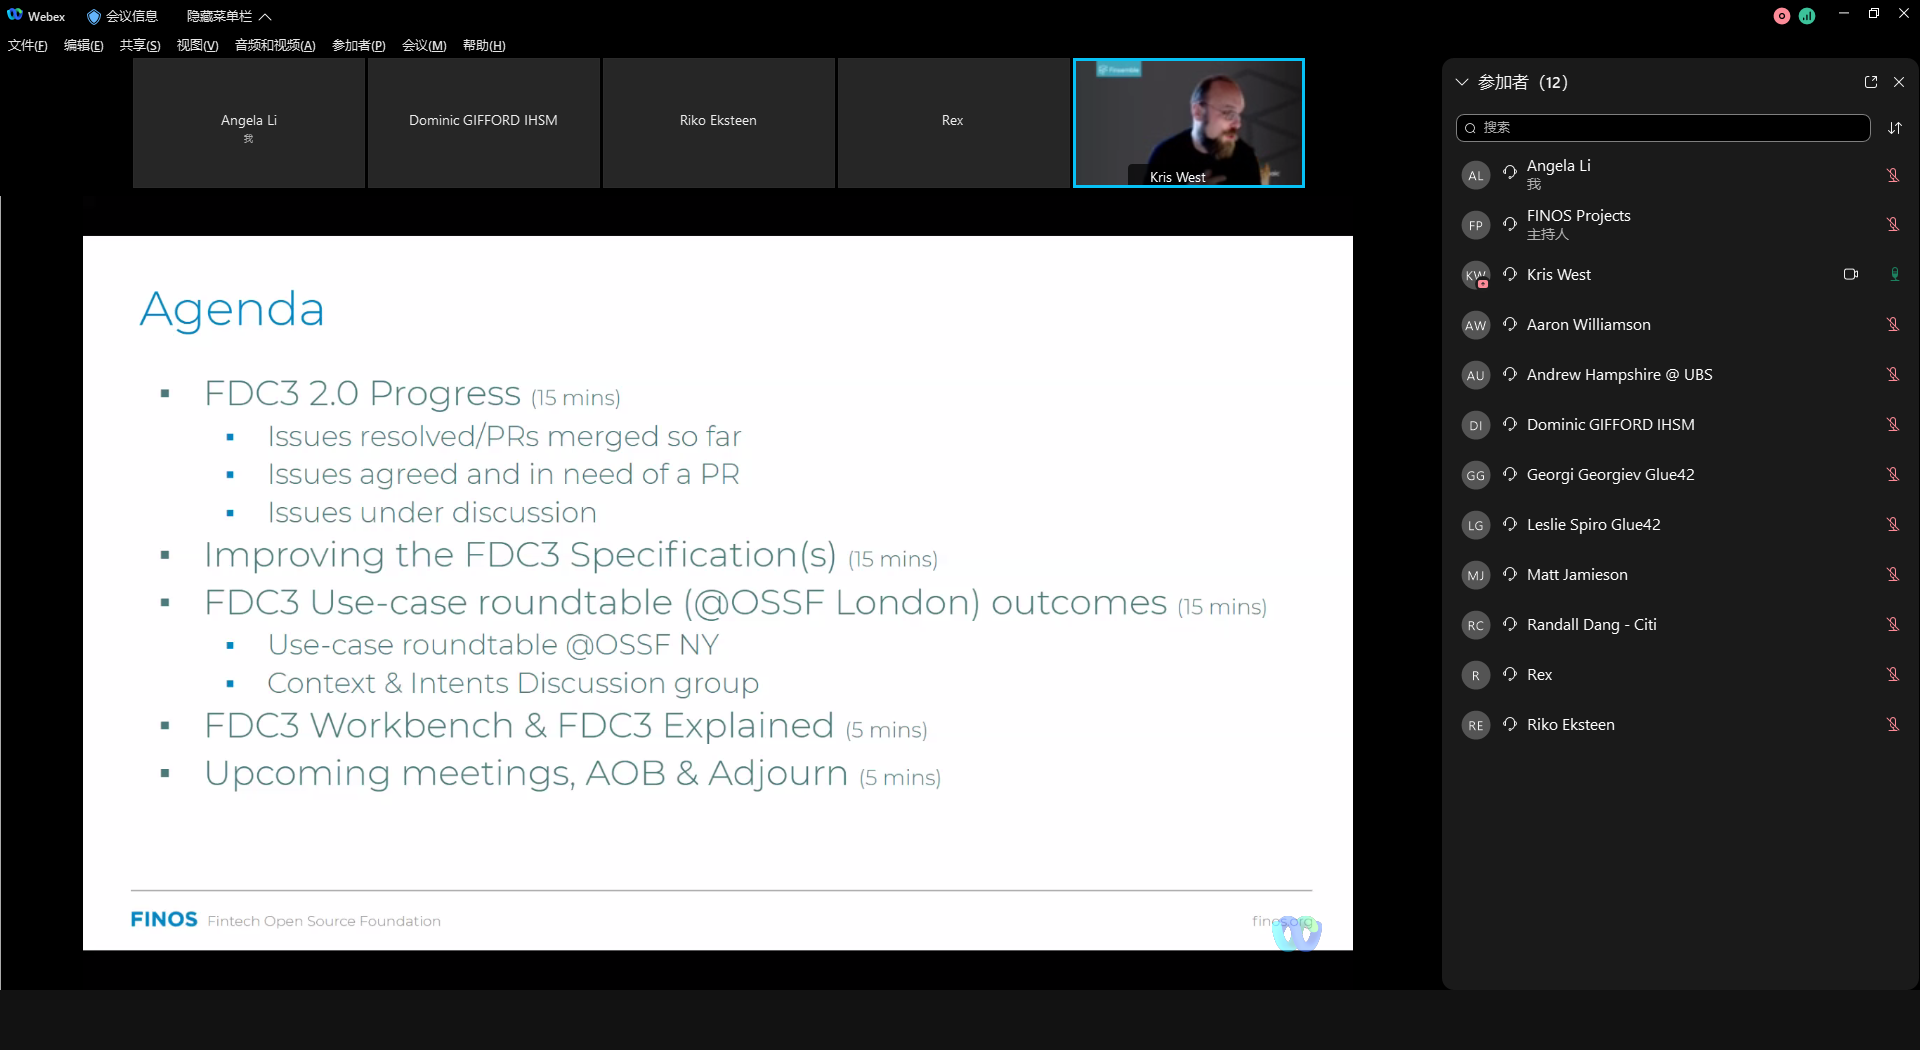 Webex
会议信息
隐藏菜单栏
文件(F)
编辑(E)
共享(S)
视图(V)
音频和视频(A)
参加者(P)
会议(M)
帮助(H)
Angela Li
我
Dominic GIFFORD IHSM
Riko Eksteen
Rex
Kris West
Agenda
FDC3 2.0 Progress (15 mins)
Issues resolved/PRs merged so far
Issues agreed and in need of a PR
Issues under discussion
Improving the FDC3 Specification(s) (15 mins)
FDC3 Use-case roundtable (@OSSF London) outcomes (15 mins)
Use-case roundtable @OSSF NY
Context & Intents Discussion group
FDC3 Workbench & FDC3 Explained (5 mins)
Upcoming meetings, AOB & Adjourn (5 mins)
FINOS Fintech Open Source Foundation
finos.org
参加者 (12)
搜索
AL Angela Li
我
FP FINOS Projects
主持人
KW Kris West
AW Aaron Williamson
AU Andrew Hampshire @ UBS
DI Dominic GIFFORD IHSM
GG Georgi Georgiev Glue42
LG Leslie Spiro Glue42
MJ Matt Jamieson
RC Randall Dang - Citi
R Rex
RE Riko Eksteen